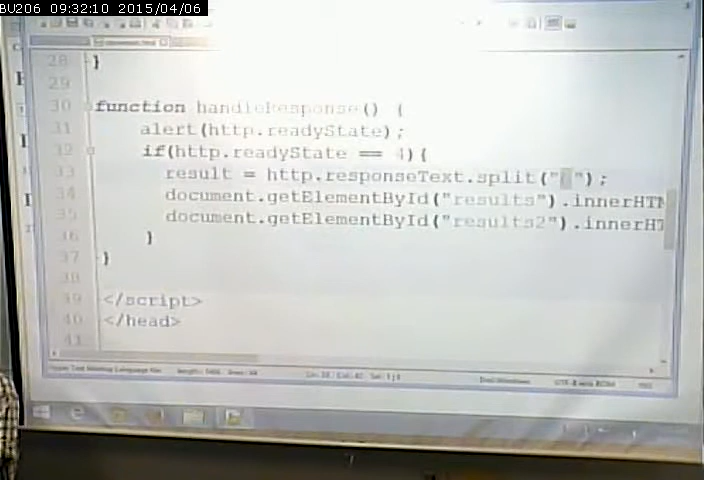 BU206 09:32:10 2015/04/06
28 }
29
30 function handleResponse() {
31 alert(http.readyState);
32 if(http.readyState == 4){
33 result = http.responseText.split(" ");
34 document.getElementById("results").innerHTM
35 document.getElementById("results2").innerHT
36 }
37 }
38
39 </script>
40 </head>
41